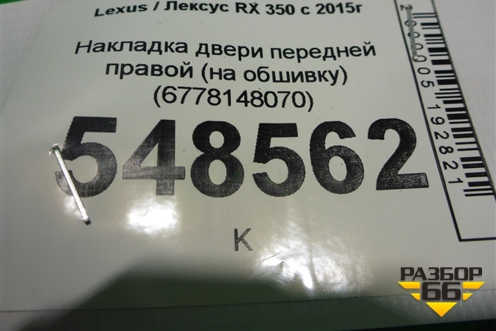 Lexus / Лексус RX 350 с 2015г
Накладка двери передней
правой (на обшивку)
(6778148070)
548562
К
РАЗБОР
66